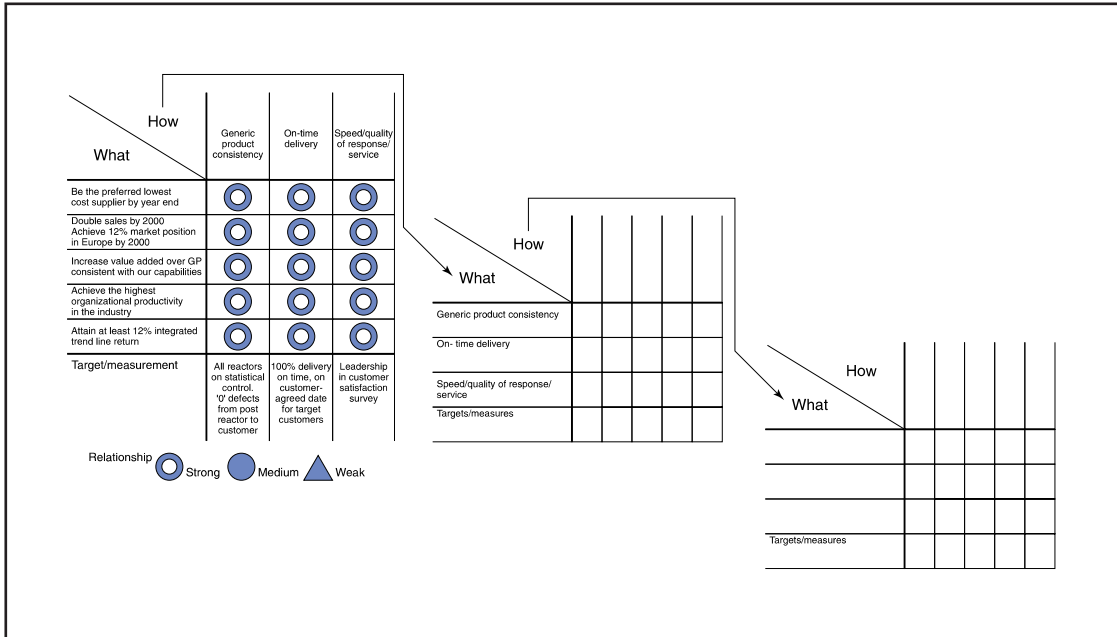 How
What
Generic
product
consistency
On-time
delivery
Speed/quality
of response/
service
Be the preferred lowest
cost supplier by year end
Double sales by 2000
Achieve 12% market position
in Europe by 2000
Increase value added over GP
consistent with our capabilities
Achieve the highest
organizational productivity
in the industry
Attain at least 12% integrated
trend line return
Target/measurement
All reactors
on statistical
control.
'0' defects
from post
reactor to
customer
100% delivery
on time, on
customer-
agreed date
for target
customers
Leadership
in customer
satisfaction
survey
Relationship
Strong
Medium
Weak
How
What
Generic product consistency
On- time delivery
Speed/quality of response/
service
Targets/measures
How
What
Targets/measures